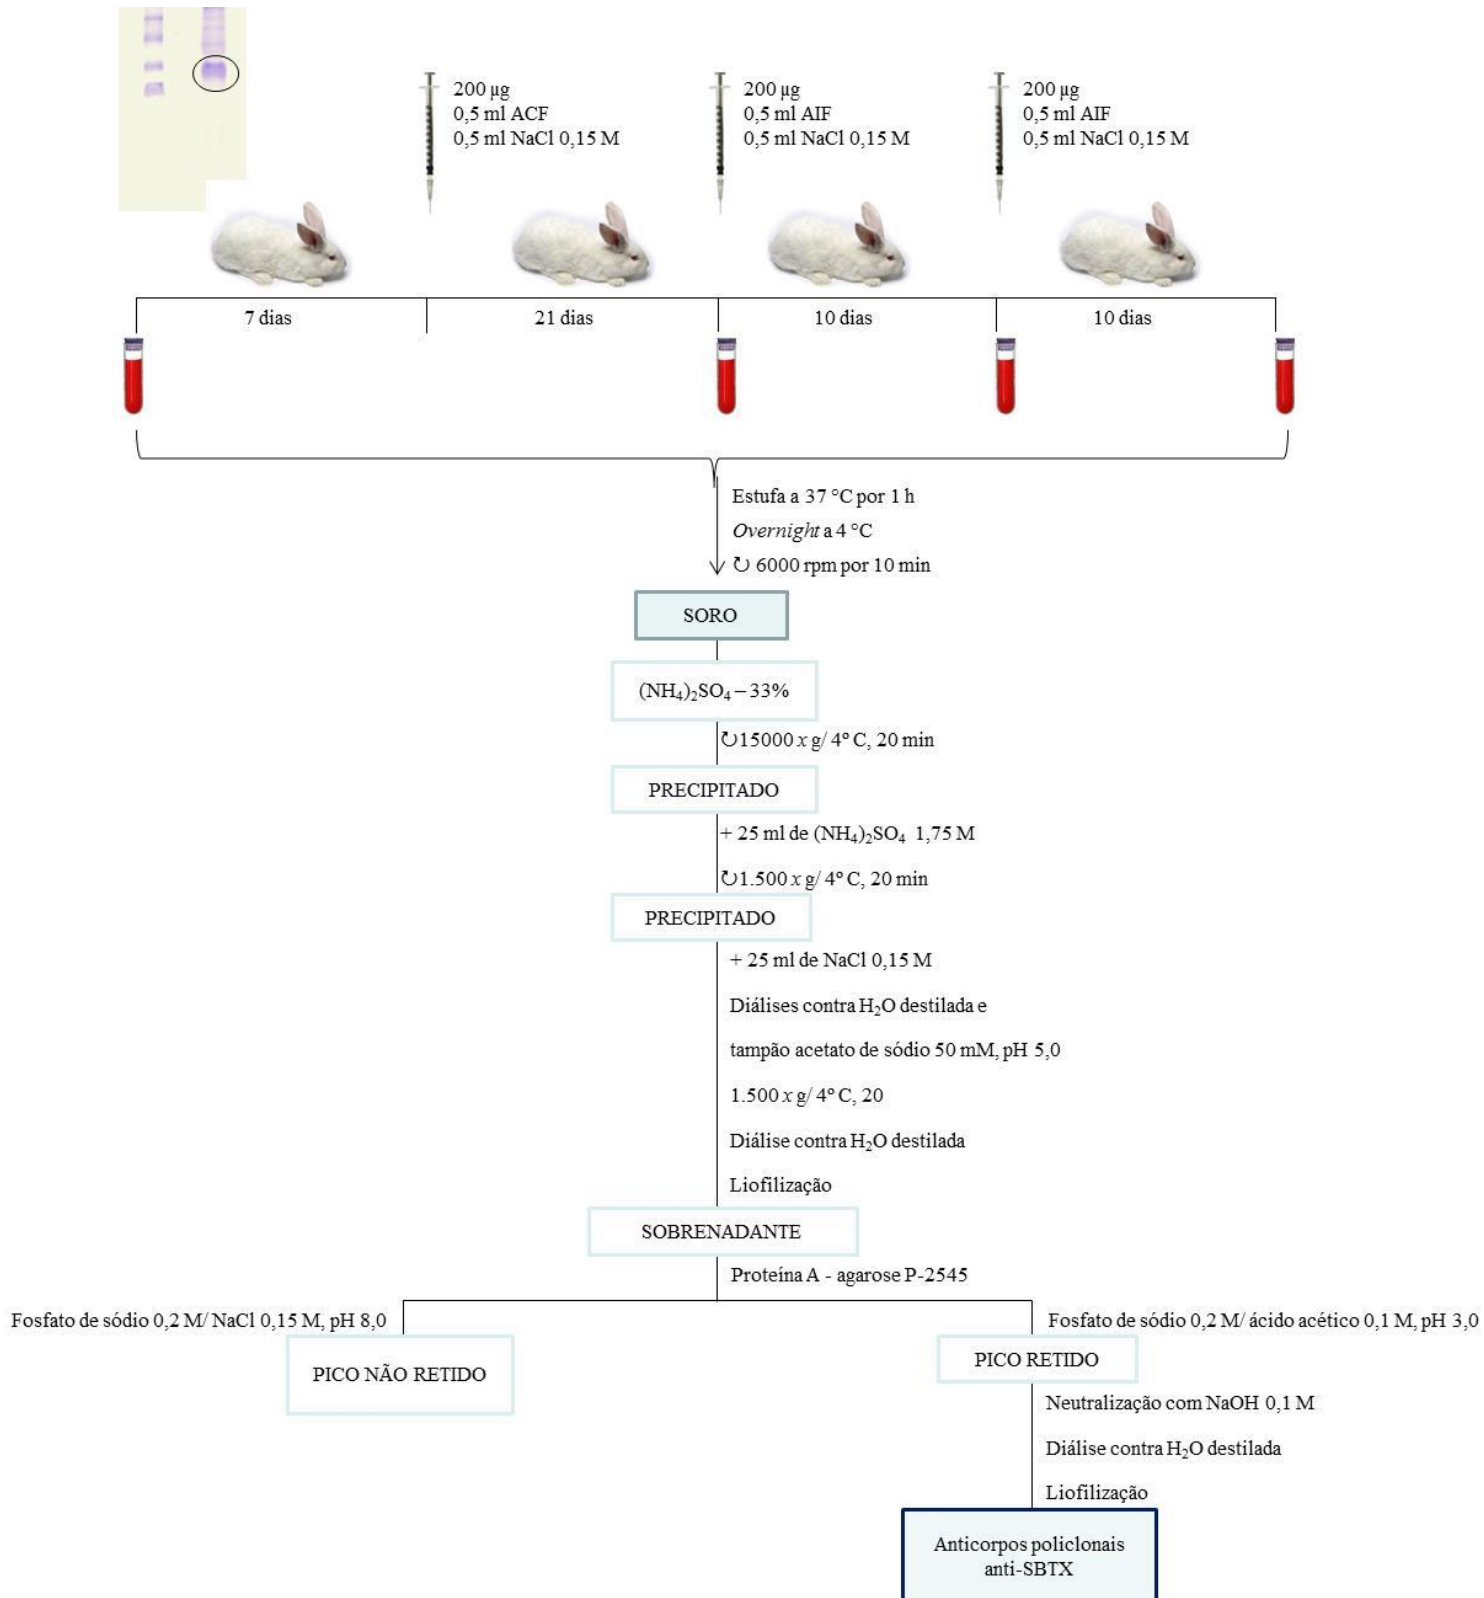 200 µg
0,5 ml ACF
0,5 ml NaCl 0,15 M
200 µg
0,5 ml AIF
0,5 ml NaCl 0,15 M
200 µg
0,5 ml AIF
0,5 ml NaCl 0,15 M
7 dias
21 dias
10 dias
10 dias
Estufa a 37 °C por 1 h
Overnight a 4 °C
↻ 6000 rpm por 10 min
SORO
(NH₄)₂SO₄ – 33%
↻15000 x g/ 4º C, 20 min
PRECIPITADO
+ 25 ml de (NH₄)₂SO₄ 1,75 M
↻1.500 x g/ 4º C, 20 min
PRECIPITADO
+ 25 ml de NaCl 0,15 M
Diálises contra H₂O destilada e
tampão acetato de sódio 50 mM, pH 5,0
1.500 x g/ 4º C, 20
Diálise contra H₂O destilada
Liofilização
SOBRENADANTE
Proteína A - agarose P-2545
Fosfato de sódio 0,2 M/ NaCl 0,15 M, pH 8,0
PICO NÃO RETIDO
Fosfato de sódio 0,2 M/ ácido acético 0,1 M, pH 3,0
PICO RETIDO
Neutralização com NaOH 0,1 M
Diálise contra H₂O destilada
Liofilização
Anticorpos policlonais
anti-SBTX